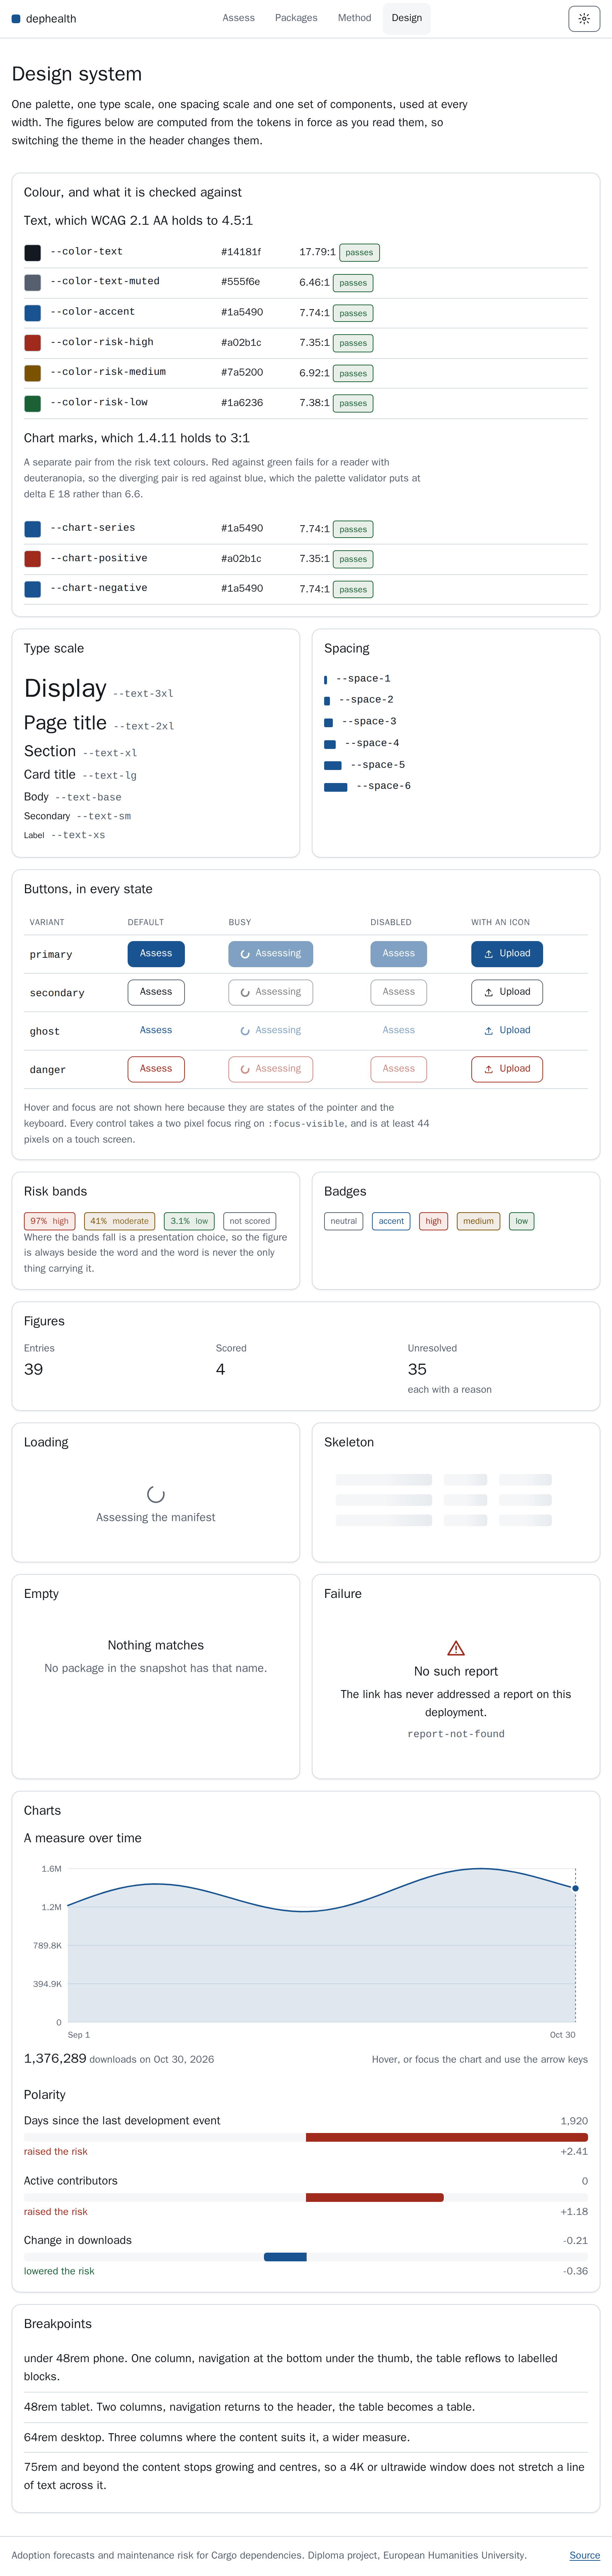 dephealth
Assess Packages Method Design
Design system
One palette, one type scale, one spacing scale and one set of components, used at every
width. The figures below are computed from the tokens in force as you read them, so
switching the theme in the header changes them.
Colour, and what it is checked against
Text, which WCAG 2.1 AA holds to 4.5:1
--color-text #14181f 17.79:1 passes
--color-text-muted #555f6e 6.46:1 passes
--color-accent #1a5490 7.74:1 passes
--color-risk-high #a02b1c 7.35:1 passes
--color-risk-medium #7a5200 6.92:1 passes
--color-risk-low #1a6236 7.38:1 passes
Chart marks, which 1.4.11 holds to 3:1
A separate pair from the risk text colours. Red against green fails for a reader with
deuteranopia, so the diverging pair is red against blue, which the palette validator puts at
delta E 18 rather than 6.6.
--chart-series #1a5490 7.74:1 passes
--chart-positive #a02b1c 7.35:1 passes
--chart-negative #1a5490 7.74:1 passes
Type scale
Display --text-3xl
Page title --text-2xl
Section --text-xl
Card title --text-lg
Body --text-base
Secondary --text-sm
Label --text-xs
Spacing
--space-1
--space-2
--space-3
--space-4
--space-5
--space-6
Buttons, in every state
VARIANT DEFAULT BUSY DISABLED WITH AN ICON
primary Assess Assessing Assess Upload
secondary Assess Assessing Assess Upload
ghost Assess Assessing Assess Upload
danger Assess Assessing Assess Upload
Hover and focus are not shown here because they are states of the pointer and the
keyboard. Every control takes a two pixel focus ring on :focus-visible, and is at least 44
pixels on a touch screen.
Risk bands
97% high 41% moderate 3.1% low not scored
Where the bands fall is a presentation choice, so the figure
is always beside the word and the word is never the only
thing carrying it.
Badges
neutral accent high medium low
Figures
Entries Scored Unresolved
39 4 35
each with a reason
Loading
Assessing the manifest
Skeleton
Empty
Nothing matches
No package in the snapshot has that name.
Failure
No such report
The link has never addressed a report on this
deployment.
report-not-found
Charts
A measure over time
1.6M
1.2M
789.8K
394.9K
0
Sep 1 Oct 30
1,376,289 downloads on Oct 30, 2026 Hover, or focus the chart and use the arrow keys
Polarity
Days since the last development event 1,920
raised the risk +2.41
Active contributors 0
raised the risk +1.18
Change in downloads -0.21
lowered the risk -0.36
Breakpoints
under 48rem phone. One column, navigation at the bottom under the thumb, the table reflows to labelled
blocks.
48rem tablet. Two columns, navigation returns to the header, the table becomes a table.
64rem desktop. Three columns where the content suits it, a wider measure.
75rem and beyond the content stops growing and centres, so a 4K or ultrawide window does not stretch a line
of text across it.
Adoption forecasts and maintenance risk for Cargo dependencies. Diploma project, European Humanities University. Source